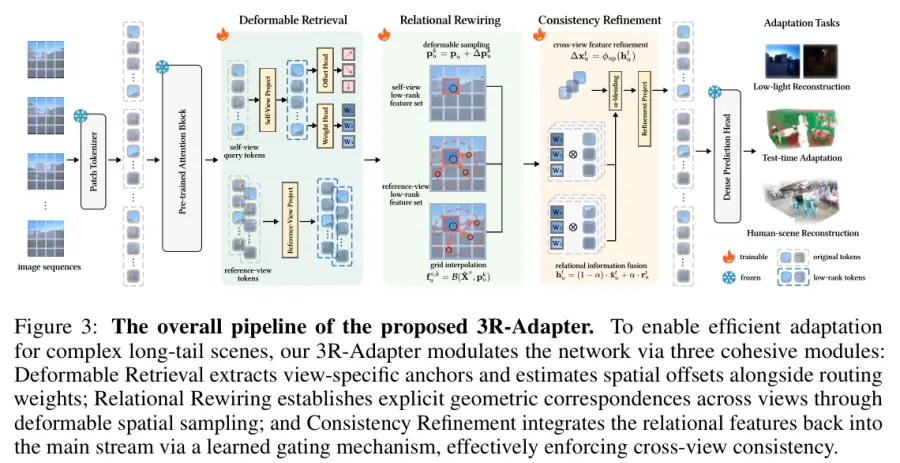 Deformable Retrieval
Relational Rewiring
Consistency Refinement
Adaptation Tasks
image sequences
Patch Tokenizer
Pre-trained Attention Block
self-view
query tokens
Self-View Project
Offset Head
Weight Head
W₁
W₂
reference-view
tokens
Reference-View Project
deformable sampling
self-view
low-rank
feature set
reference-view
low-rank
feature set
grid interpolation
cross-view feature refinement
α-blending
Refinement Project
relational information fusion
Dense Prediction Head
Low-light Reconstruction
Test-time Adaptation
Human-scene Reconstruction
trainable
frozen
original tokens
low-rank tokens
Figure 3: The overall pipeline of the proposed 3R-Adapter. To enable efficient adaptation
for complex long-tail scenes, our 3R-Adapter modulates the network via three cohesive modules:
Deformable Retrieval extracts view-specific anchors and estimates spatial offsets alongside routing
weights; Relational Rewiring establishes explicit geometric correspondences across views through
deformable spatial sampling; and Consistency Refinement integrates the relational features back into
the main stream via a learned gating mechanism, effectively enforcing cross-view consistency.